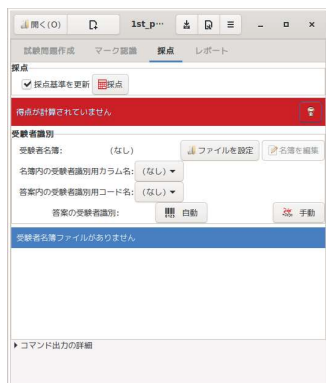 開く(O) 1st_p…
試験問題作成 マーク認識 採点 レポート
採点
採点基準を更新 採点
得点が計算されていません
受験者識別
受験者名簿: (なし) ファイルを設定 名簿を編集
名簿内の受験者識別用カラム名: (なし)
答案内の受験者識別用コード名: (なし)
答案の受験者識別: 自動 手動
受験者名簿ファイルがありません
コマンド出力の詳細